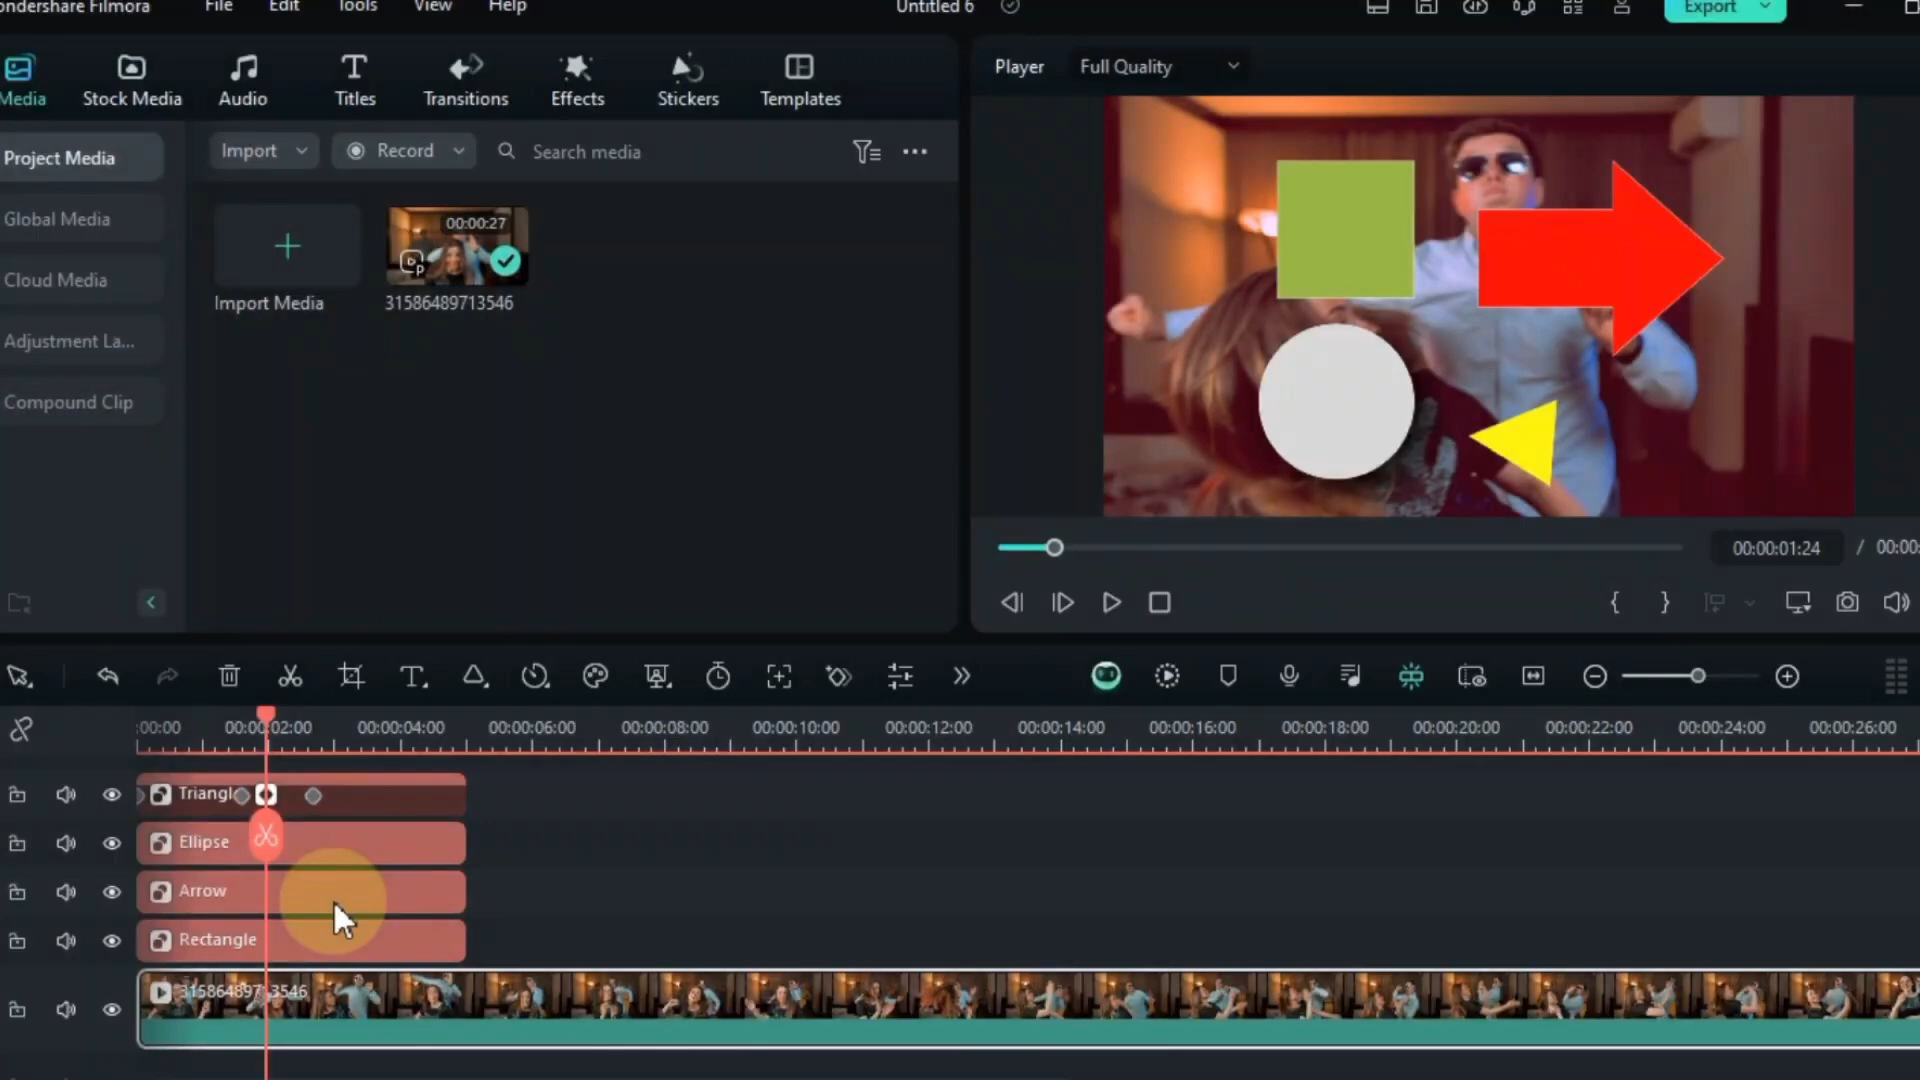 ondershare Filmora
File
Edit
Tools
View
Help
Untitled 6
Export
Media
Stock Media
Audio
Titles
Transitions
Effects
Stickers
Templates
Player
Full Quality
Project Media
Import
Record
Search media
Global Media
Cloud Media
Adjustment La...
Compound Clip
00:00:27
Import Media
31586489713546
00:00:01:24
/
00:00:
:00:00
00:00:02:00
00:00:04:00
00:00:06:00
00:00:08:00
00:00:10:00
00:00:12:00
00:00:14:00
00:00:16:00
00:00:18:00
00:00:20:00
00:00:22:00
00:00:24:00
00:00:26:00
Triangl
Ellipse
Arrow
Rectangle
31586489713546